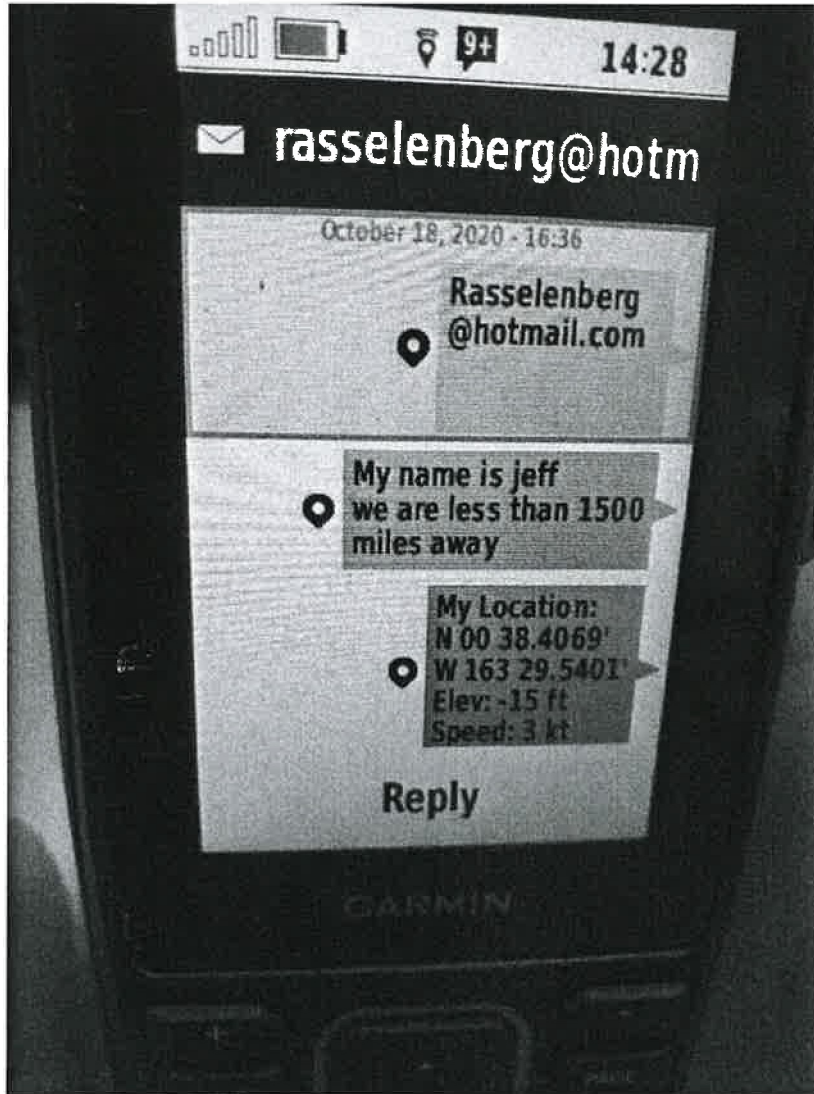 9+
14:28
rasselenberg@hotm
October 18, 2020 - 16:36
Rasselenberg
@hotmail.com
My name is jeff
we are less than 1500
miles away
My Location:
N 00 38.4069'
W 163 29.5401'
Elev: -15 ft
Speed: 3 kt
Reply
GARMIN
PAGE